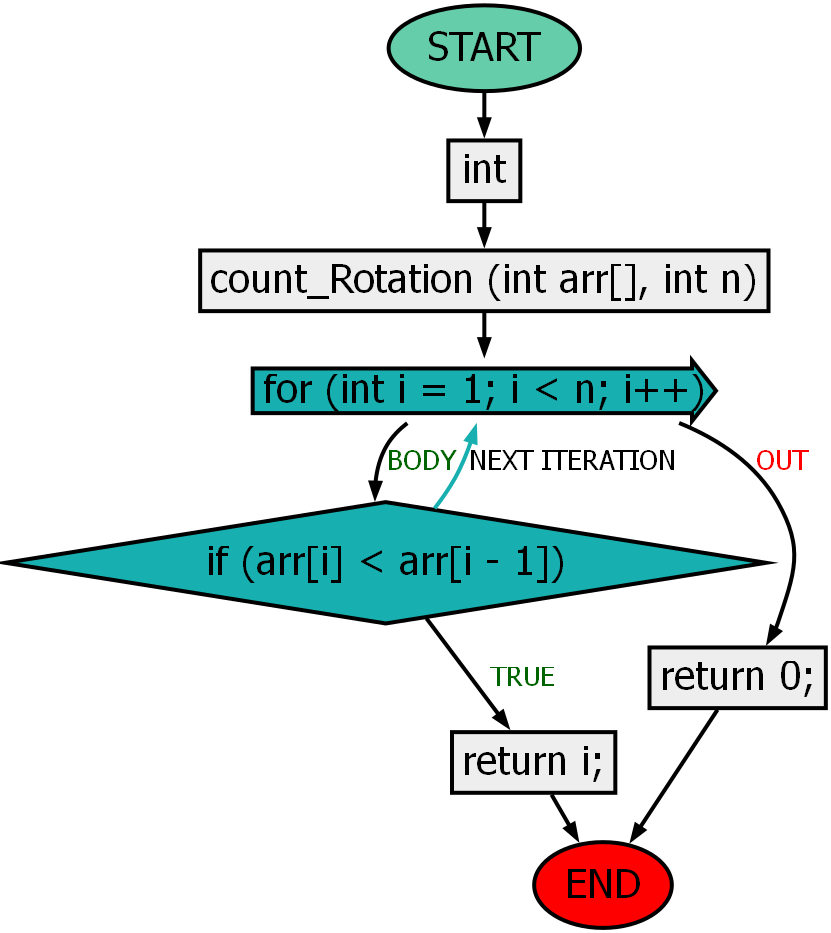 START
int
count_Rotation (int arr[], int n)
for (int i = 1; i < n; i++)
BODY
NEXT ITERATION
OUT
if (arr[i] < arr[i - 1])
TRUE
return 0;
return i;
END